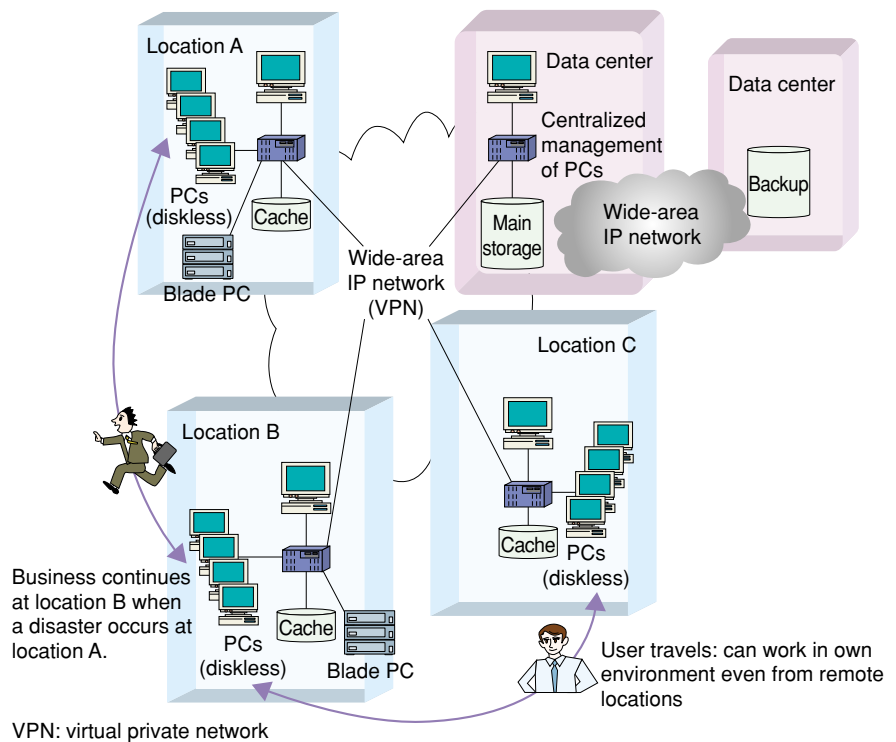 Location A
PCs
(diskless)
Cache
Blade PC
Data center
Centralized
management
of PCs
Main
storage
Wide-area
IP network
Data center
Backup
Wide-area
IP network
(VPN)
Location C
Cache
PCs
(diskless)
Location B
PCs
(diskless)
Cache
Blade PC
Business continues
at location B when
a disaster occurs at
location A.
User travels: can work in own
environment even from remote
locations
VPN: virtual private network